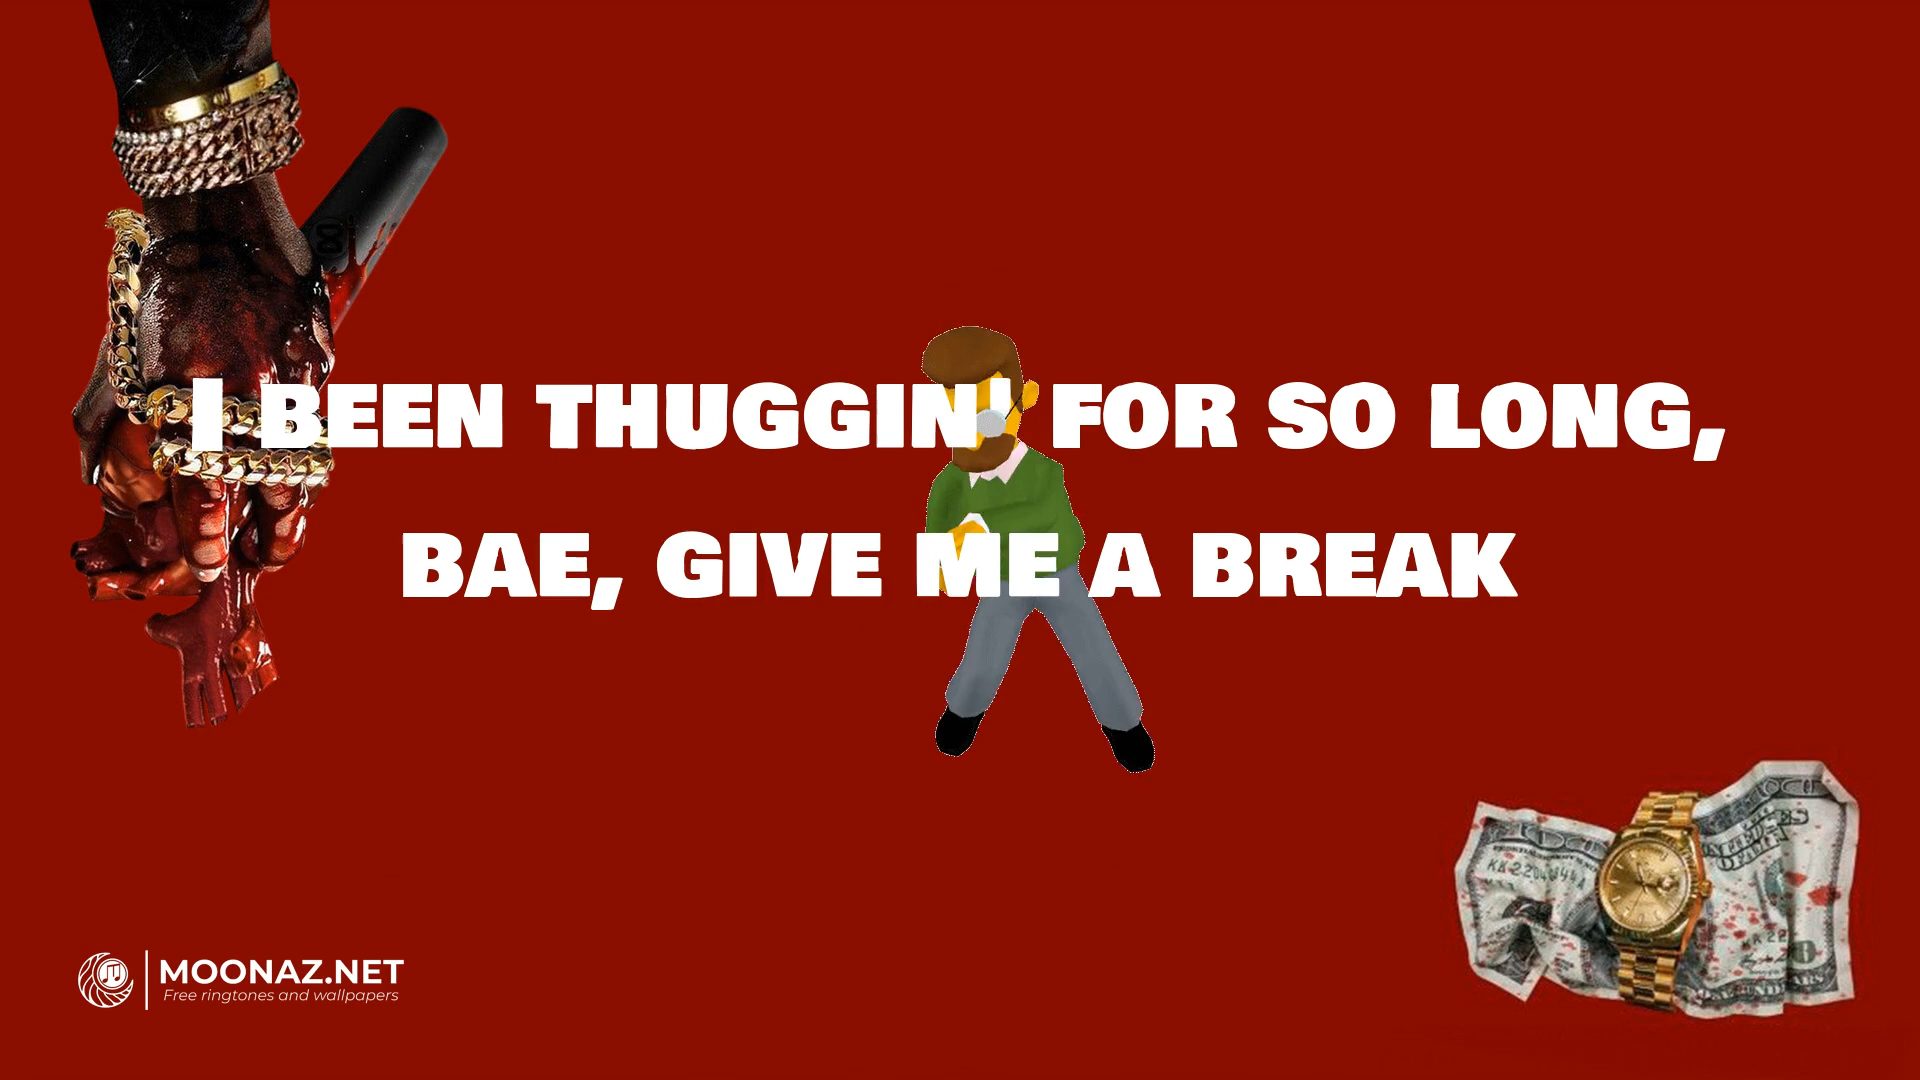 I BEEN THUGGIN' FOR SO LONG,
BAE, GIVE ME A BREAK
MOONAZ.NET
Free ringtones and wallpapers